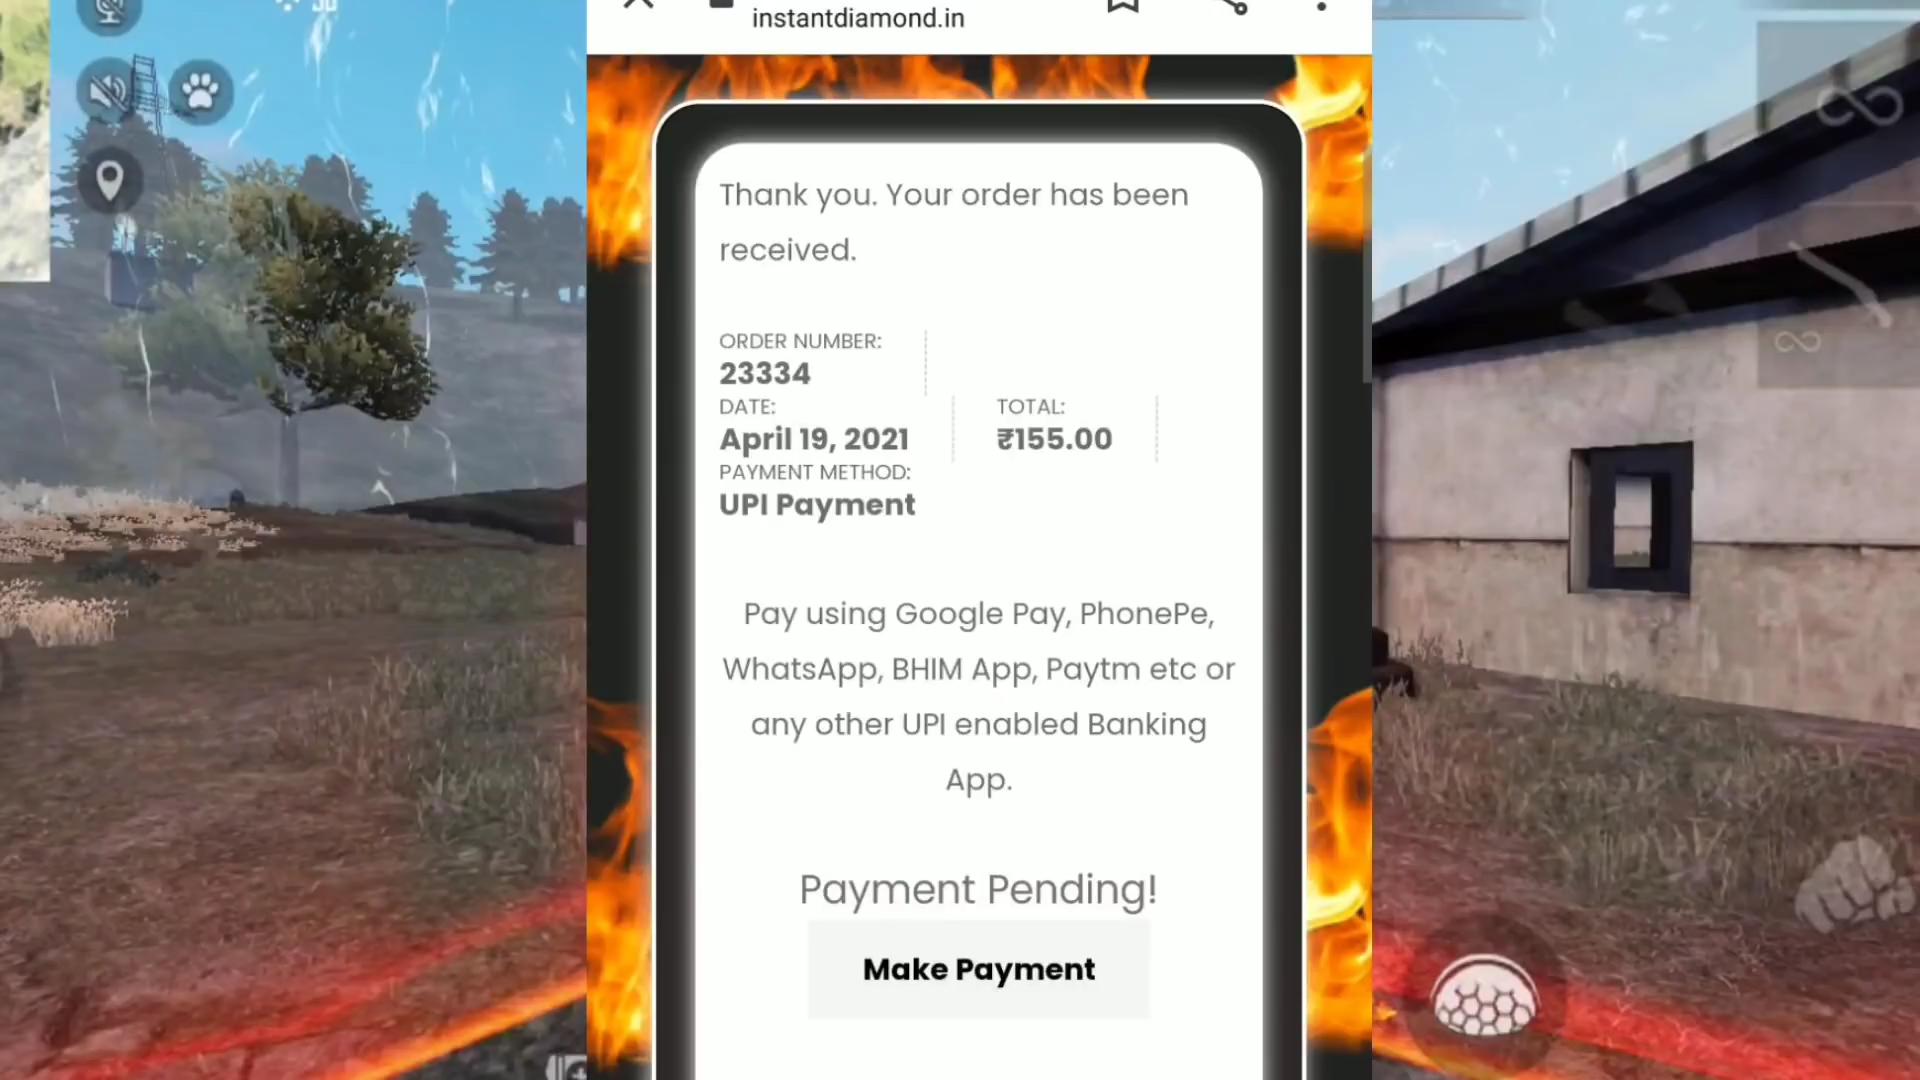 instantdiamond.in
Thank you. Your order has been
received.
ORDER NUMBER:
23334
DATE:
April 19, 2021
TOTAL:
₹155.00
PAYMENT METHOD:
UPI Payment
Pay using Google Pay, PhonePe,
WhatsApp, BHIM App, Paytm etc or
any other UPI enabled Banking
App.
Payment Pending!
Make Payment